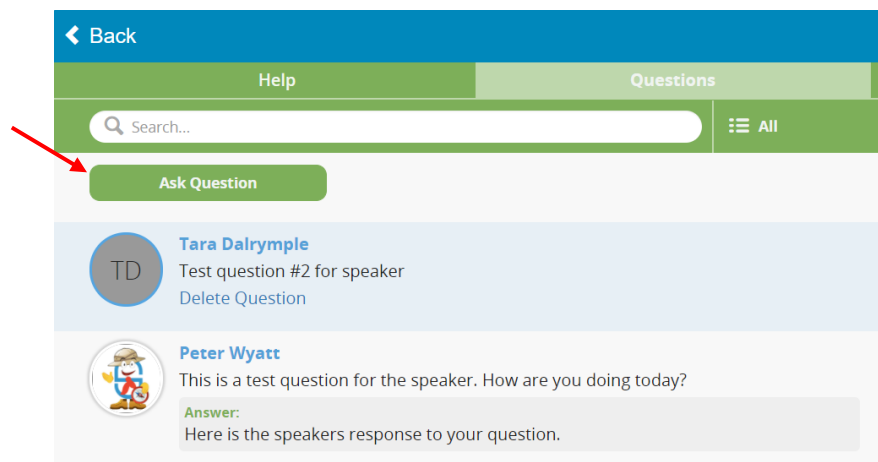 Back
Help
Questions
Search...
All
Ask Question
TD
Tara Dalrymple
Test question #2 for speaker
Delete Question
Peter Wyatt
This is a test question for the speaker. How are you doing today?
Answer:
Here is the speakers response to your question.